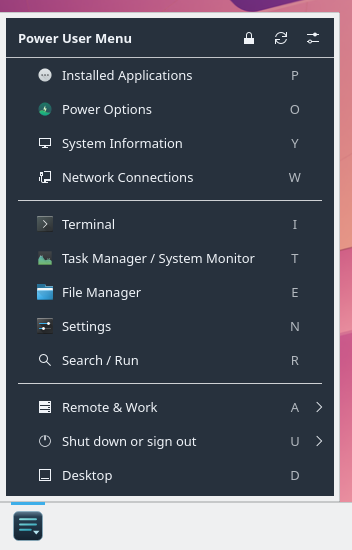 Power User Menu
Installed Applications P
Power Options O
System Information Y
Network Connections W
Terminal I
Task Manager / System Monitor T
File Manager E
Settings N
Search / Run R
Remote & Work A
Shut down or sign out U
Desktop D